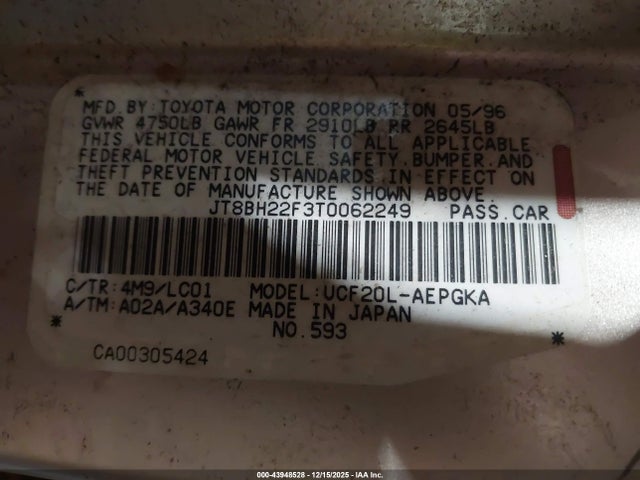 MFD.BY:TOYOTA MOTOR CORPORATION 05/96
GVWR 4750LB GAWR FR 2910LB RR 2645LB
THIS VEHICLE CONFORMS TO ALL APPLICABLE
FEDERAL MOTOR VEHICLE SAFETY.BUMPER.AND
THEFT PREVENTION STANDARDS IN EFFECT ON
THE DATE OF MANUFACTURE SHOWN ABOVE.
JT8BH22F3T0062249 PASS.CAR
C/TR:4M9/LC01 MODEL:UCF20L-AEPGKA
A/TM:A02A/A340E MADE IN JAPAN
NO.593
CA00305424
000-43948528 - 12/15/2025 - IAA Inc.